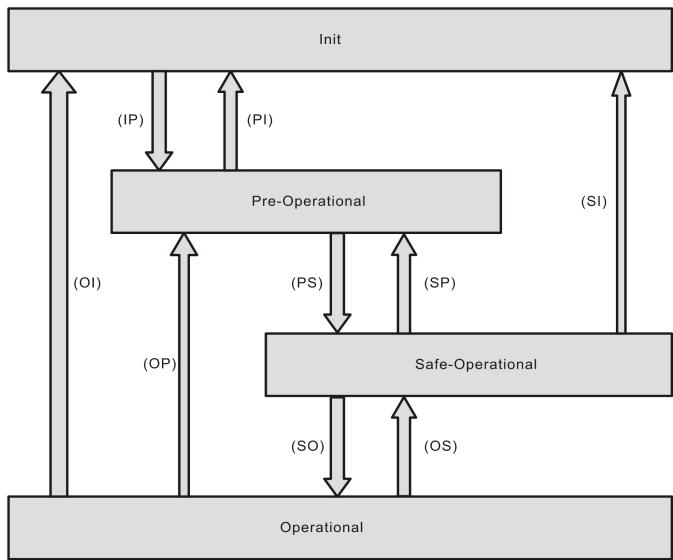 Init
(IP)
(PI)
Pre-Operational
(SI)
(OI)
(PS)
(SP)
(OP)
Safe-Operational
(SO)
(OS)
Operational